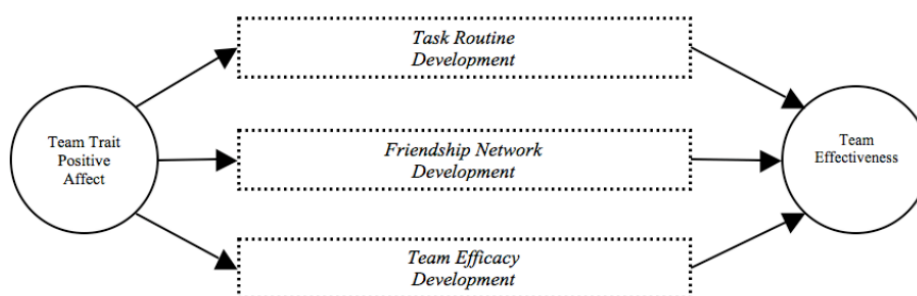 Task Routine
Development
Team Trait
Positive
Affect
Friendship Network
Development
Team
Effectiveness
Team Efficacy
Development